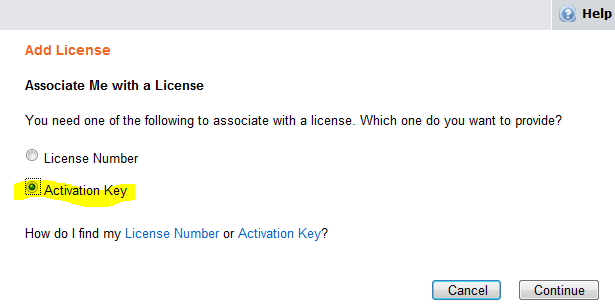 Help
Add License
Associate Me with a License
You need one of the following to associate with a license. Which one do you want to provide?
License Number
Activation Key
How do I find my License Number or Activation Key?
Cancel Continue